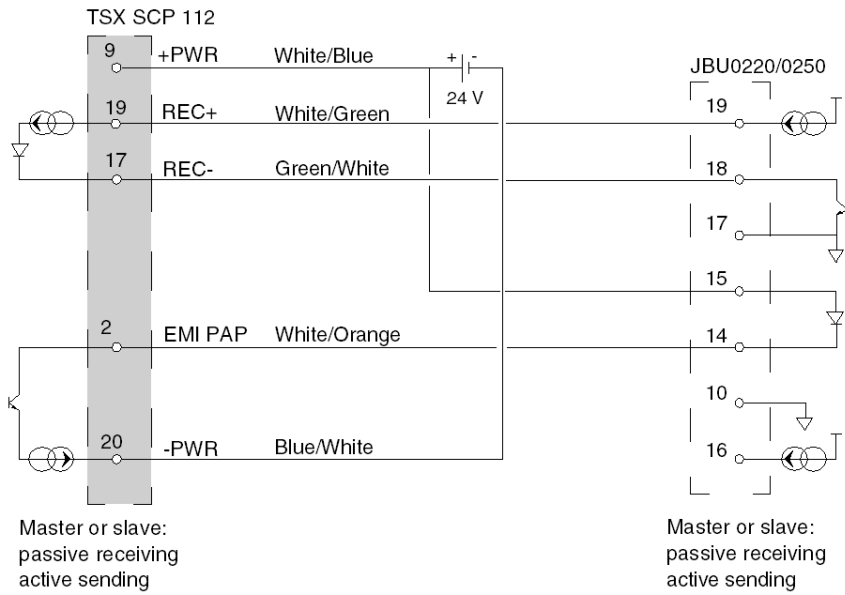 TSX SCP 112
9 +PWR White/Blue + -
24 V
JBU0220/0250
19 REC+ White/Green 19
17 REC- Green/White 18
17
15
2 EMI PAP White/Orange 14
10
20 -PWR Blue/White 16
Master or slave:
passive receiving
active sending
Master or slave:
passive receiving
active sending